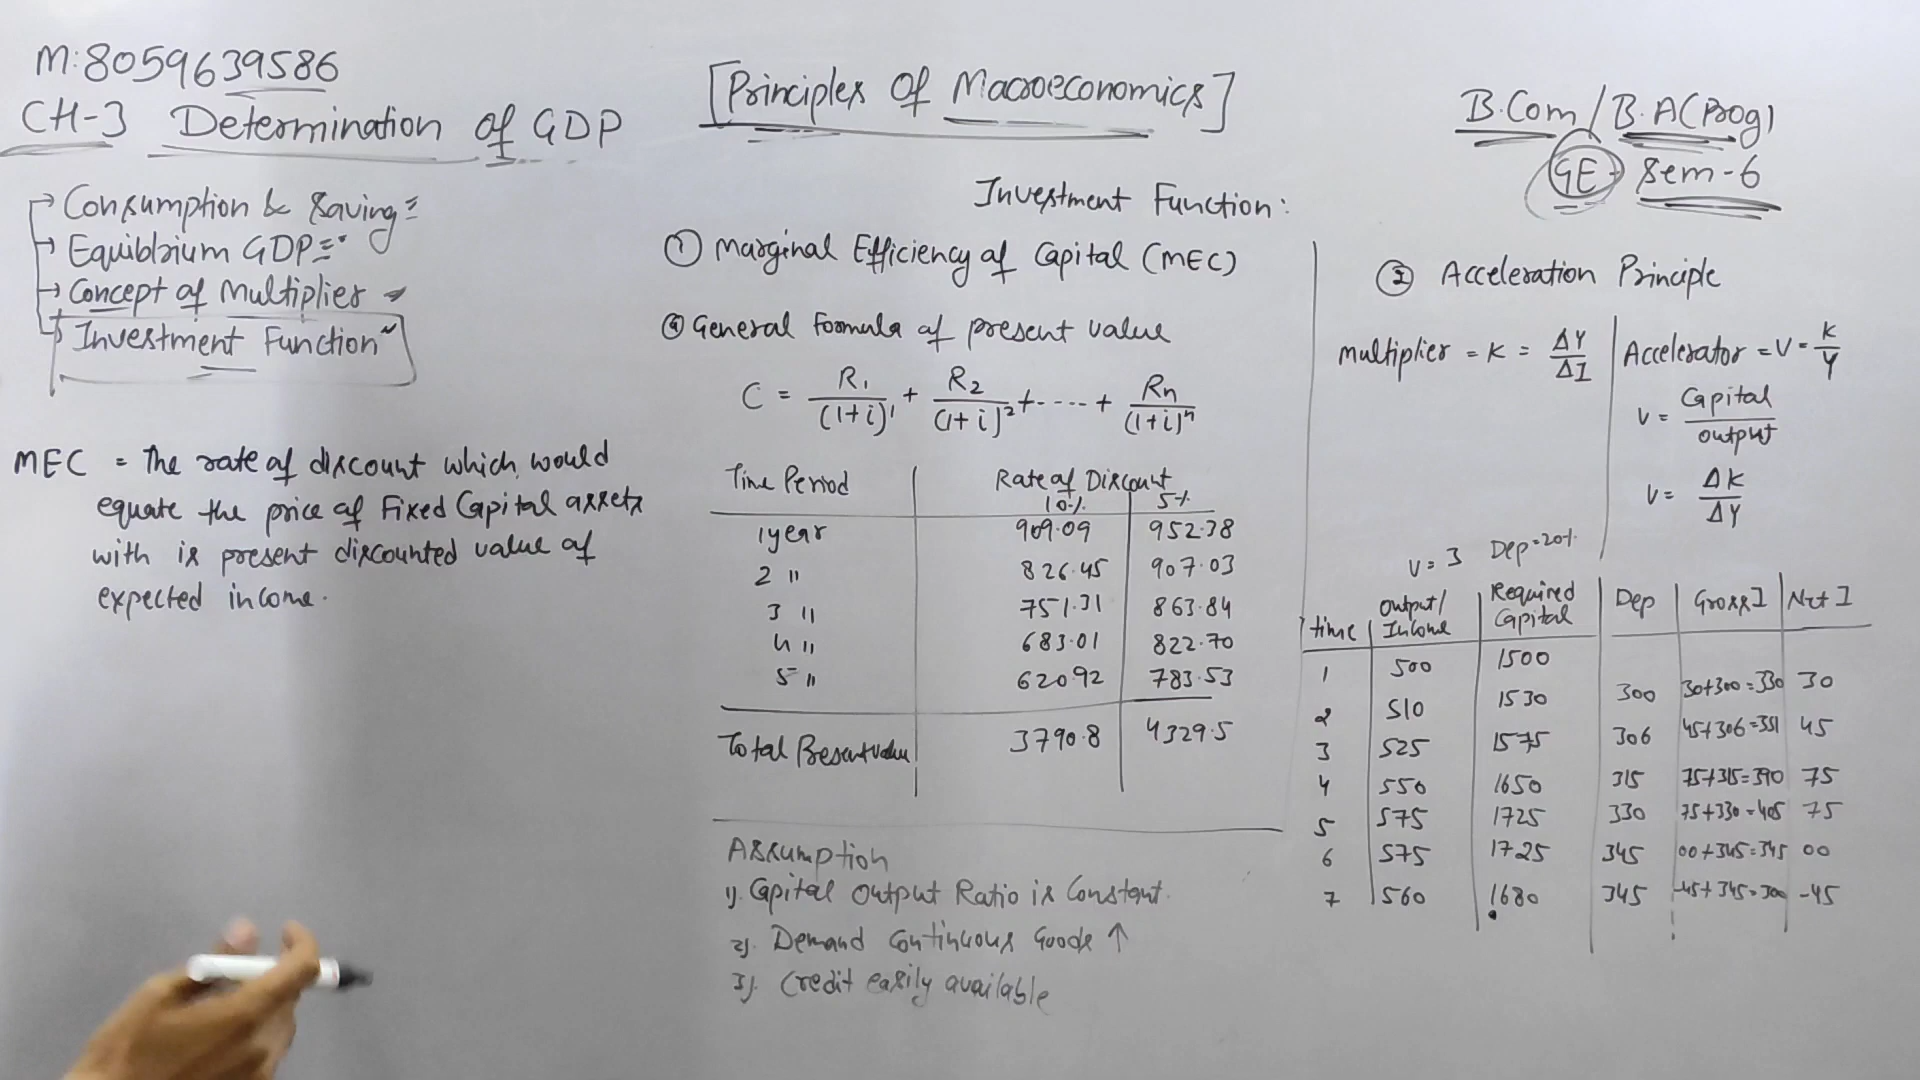 M:8059639586
CH-3 Determination of GDP
[Principles Of Macroeconomics]
B.Com/B.A(Prog)
GE- Sem-6
Consumption & Saving
Equiblrium GDP
Concept of Multiplier
Investment Function
MEC = The rate of discount which would
equate the price of Fixed Capital assets
with is present discounted value of
expected income.
Investment Function:
① Marginal Efficiency of Capital (MEC)
@ General Formula of present value
C = R₁/(1+i)¹ + R₂/(1+i)² + ---- + Rn/(1+i)ⁿ
Time Period Rate of Discount
10% 5%
1 year 909.09 952.38
2 " 826.45 907.03
3 " 751.31 863.84
4 " 683.01 822.70
5 " 62092 783.53
Total Present value 3790.8 4329.5
Assumption
1). Capital Output Ratio is Constant.
2). Demand Continuous Goods ↑
3). Credit easily available
② Acceleration Principle
multiplier = K = ΔY/ΔI
Accelerator = V = K/Y
V = Capital/output
V = ΔK/ΔY
V = 3 Dep = 20%
time Output/Income Required Capital Dep Gross I Net I
1 500 1500
2 510 1530 300 30+300=330 30
3 525 1575 306 45+306=351 45
4 550 1650 315 75+315=390 75
5 575 1725 330 75+330=405 75
6 575 1725 345 00+345=345 00
7 560 1680 345 -45+345=300 -45